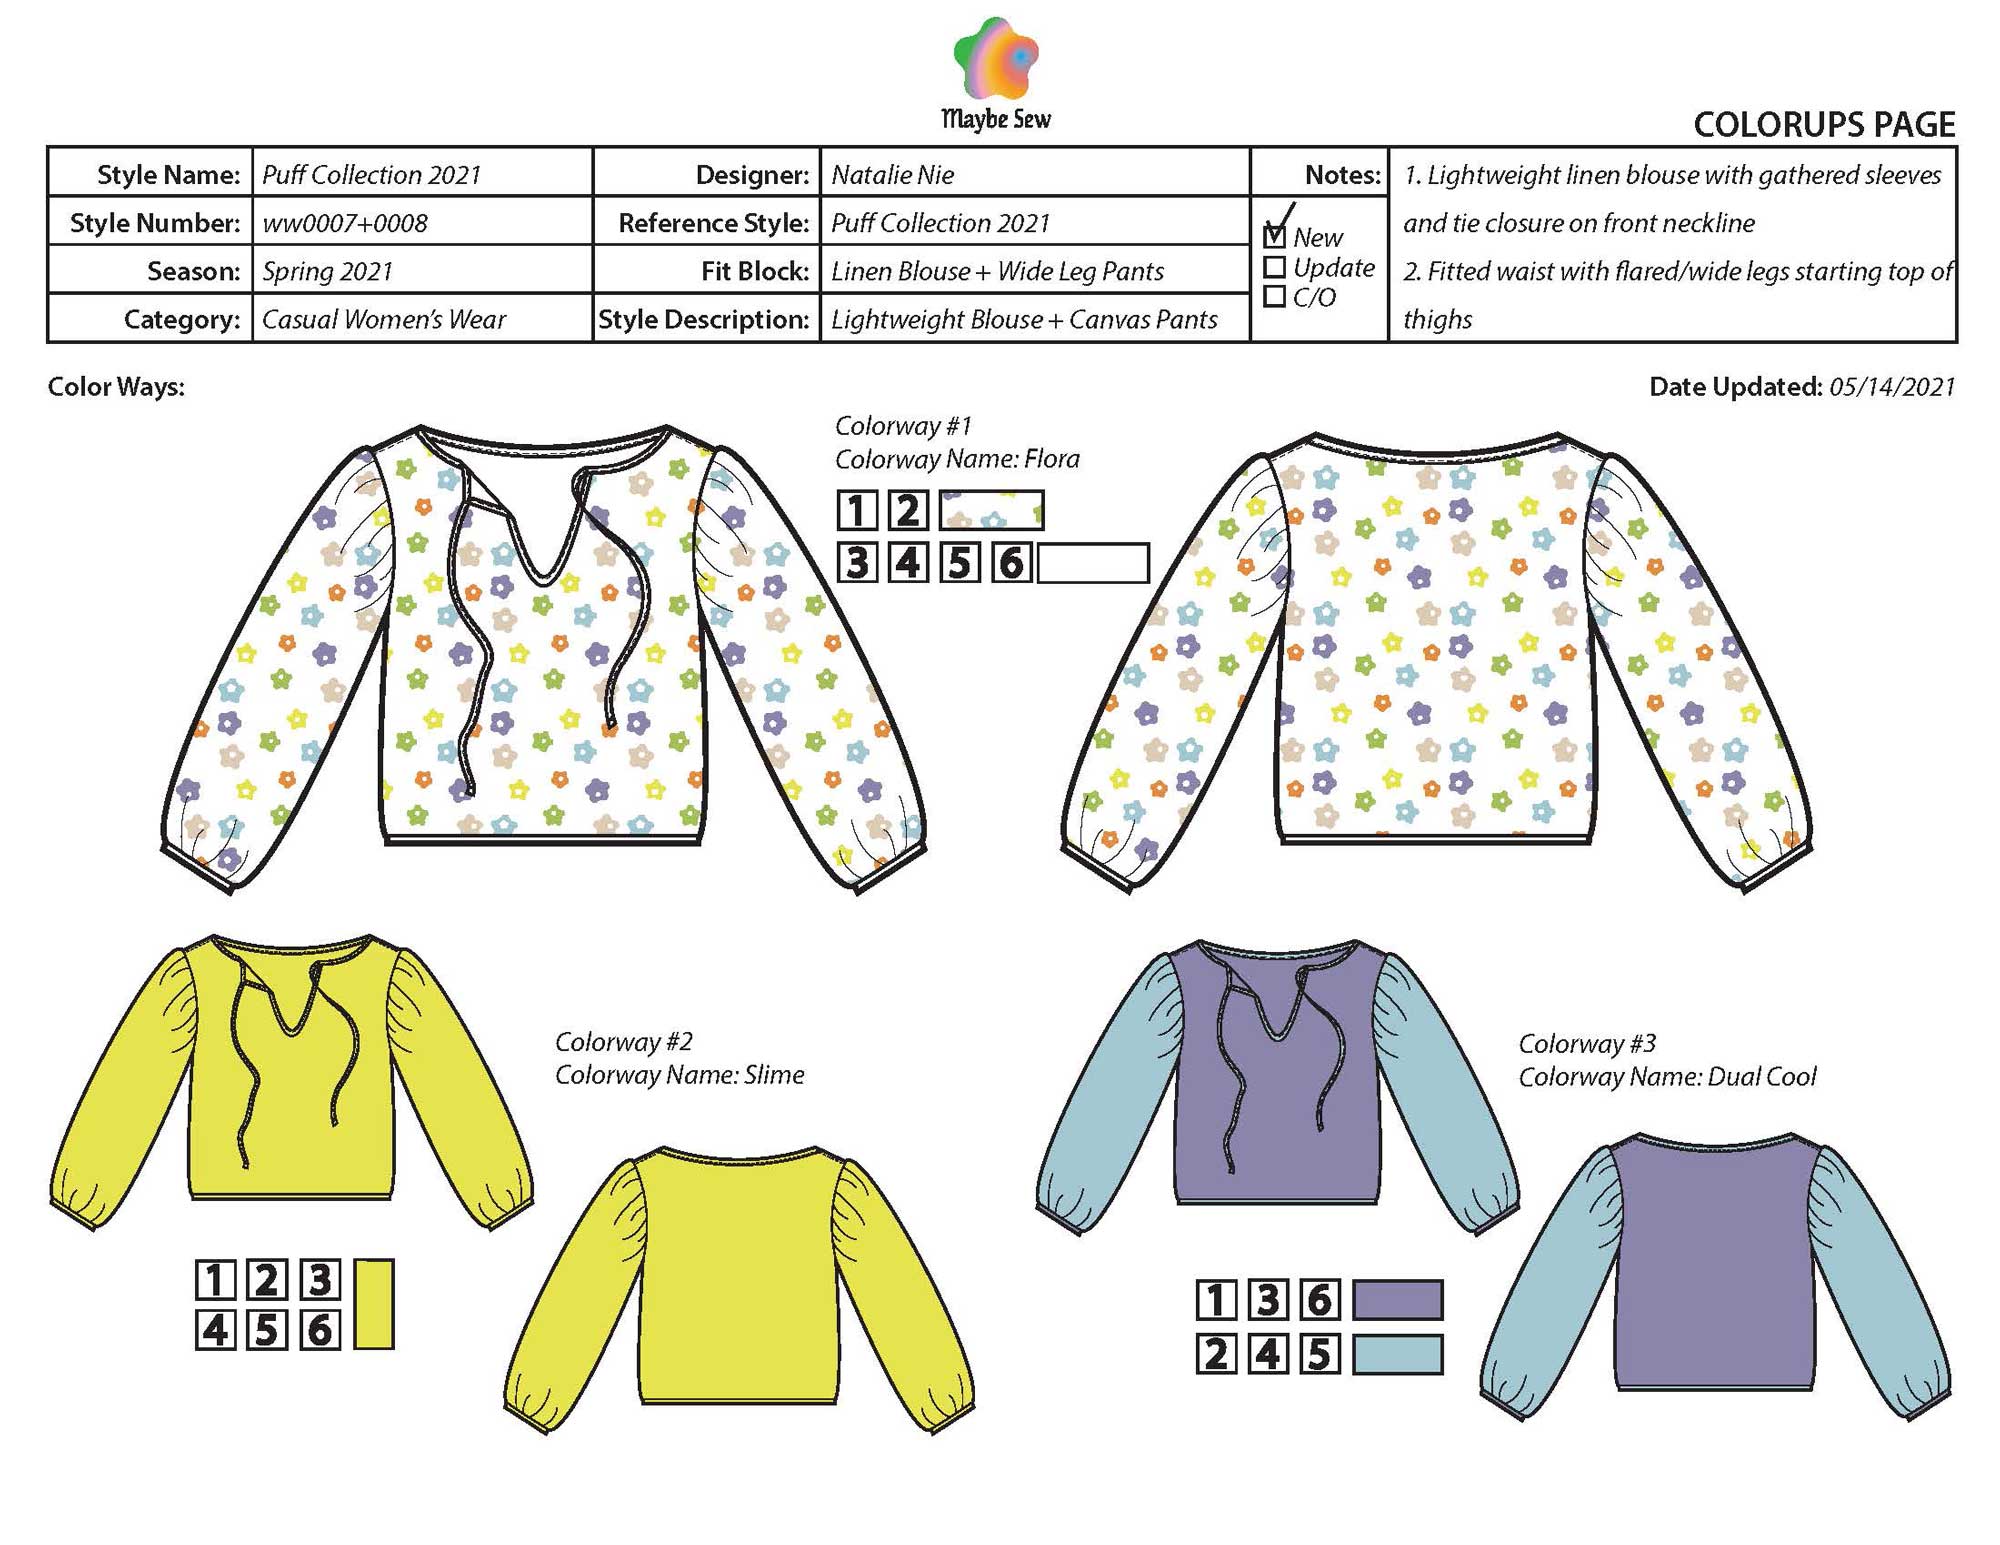 Maybe Sew
COLORUPS PAGE
Style Name: Puff Collection 2021 Designer: Natalie Nie Notes: 1. Lightweight linen blouse with gathered sleeves
Style Number: ww0007+0008 Reference Style: Puff Collection 2021 and tie closure on front neckline
New
Season: Spring 2021 Fit Block: Linen Blouse + Wide Leg Pants Update 2. Fitted waist with flared/wide legs starting top of
C/O
Category: Casual Women's Wear Style Description: Lightweight Blouse + Canvas Pants thighs
Color Ways: Date Updated: 05/14/2021
Colorway #1
Colorway Name: Flora
1 2
3 4 5 6
Colorway #2
Colorway Name: Slime
1 2 3
4 5 6
Colorway #3
Colorway Name: Dual Cool
1 3 6
2 4 5